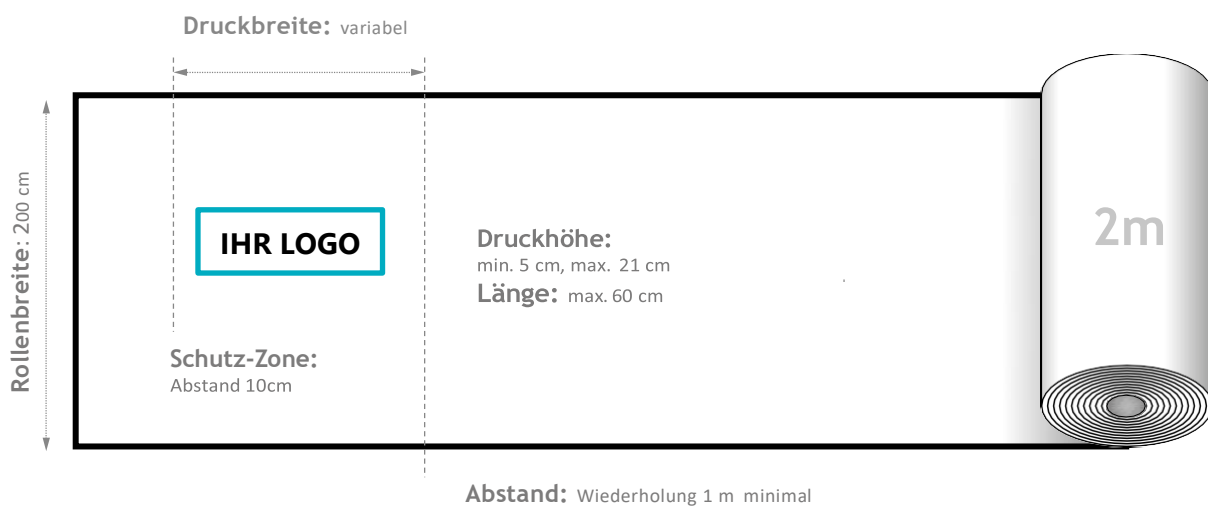 Druckbreite: variabel
Rollenbreite: 200 cm
IHR LOGO
Druckhöhe:
min. 5 cm, max. 21 cm
Länge: max. 60 cm
2m
Schutz-Zone:
Abstand 10cm
Abstand: Wiederholung 1 m minimal